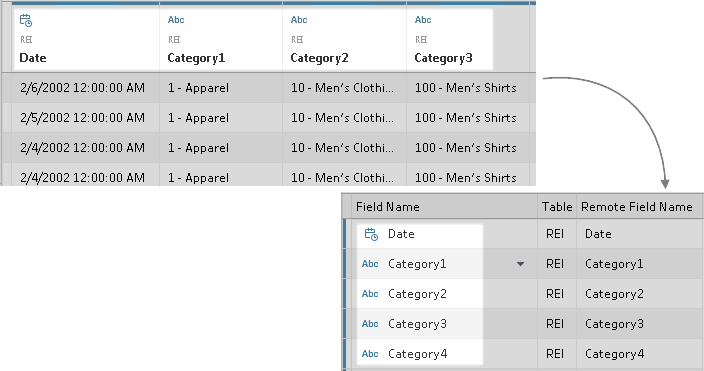 Abc Abc Abc
REI REI REI REI
Date Category1 Category2 Category3
2/6/2002 12:00:00 AM 1 - Apparel 10 - Men's Clothi... 100 - Men's Shirts
2/5/2002 12:00:00 AM 1 - Apparel 10 - Men's Clothi... 100 - Men's Shirts
2/4/2002 12:00:00 AM 1 - Apparel 10 - Men's Clothi... 100 - Men's Shirts
2/4/2002 12:00:00 AM 1 - Apparel 10 - Men's Clothi... 100 - Men's Shirts
Field Name Table Remote Field Name
Date REI Date
Abc Category1 REI Category1
Abc Category2 REI Category2
Abc Category3 REI Category3
Abc Category4 REI Category4